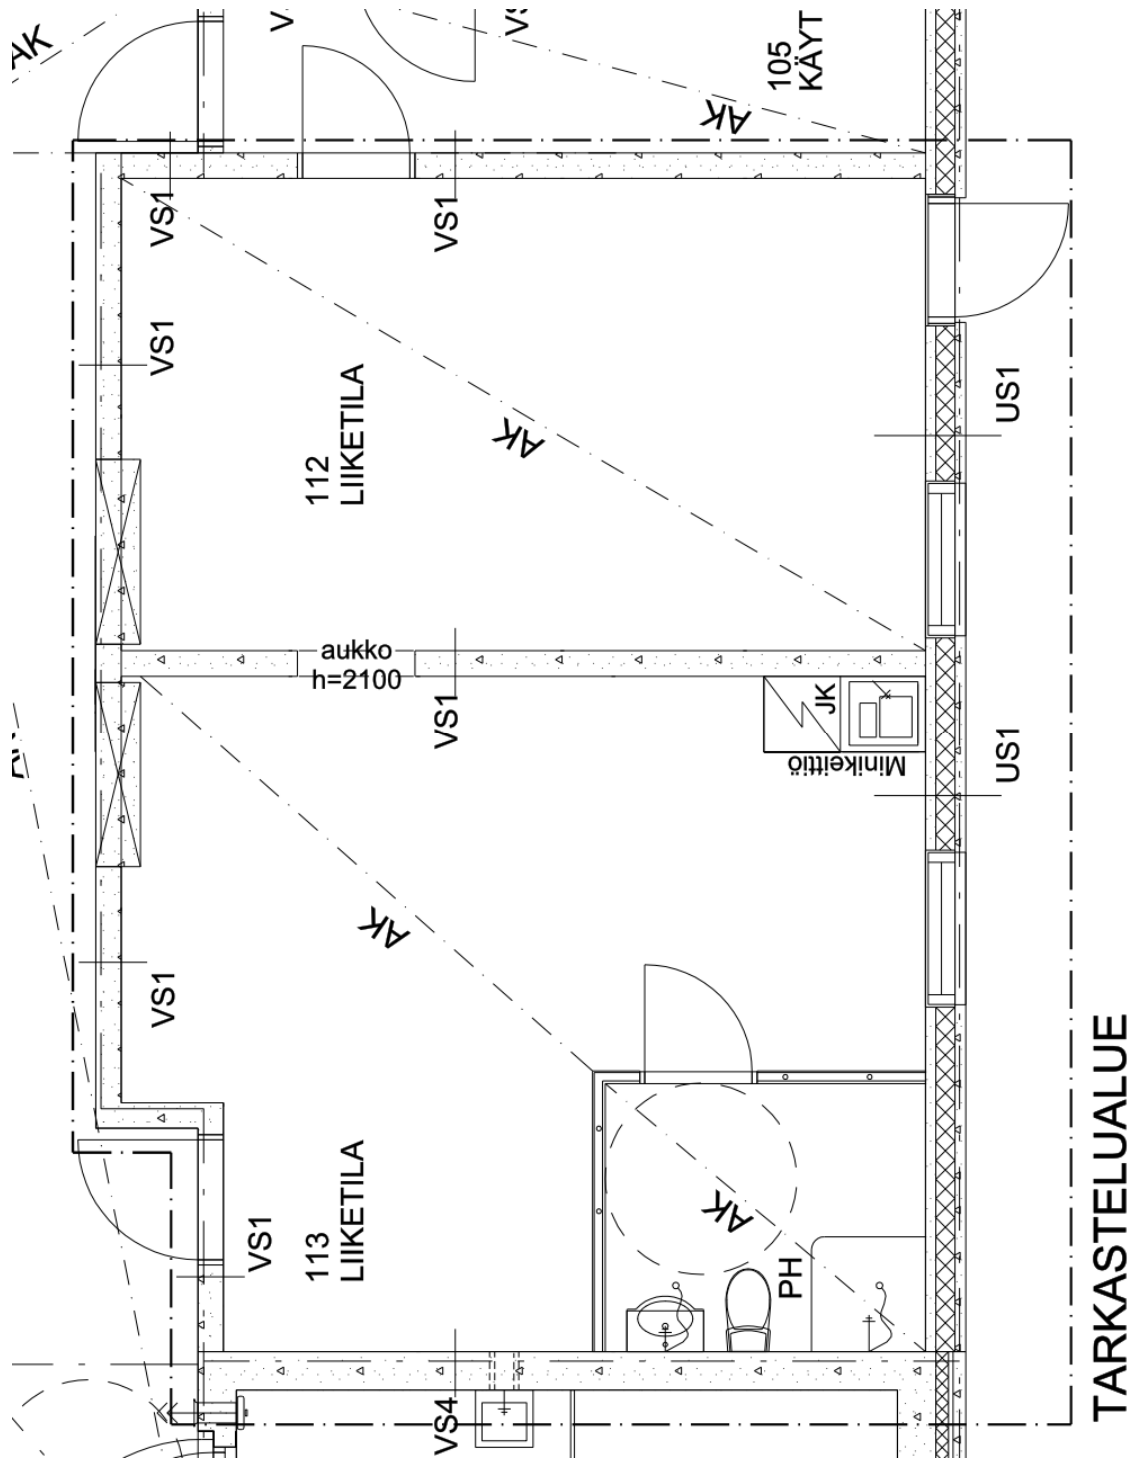 AK
105
KÄYT
AK
VS1
VS1
VS1
112
LIIKETILA
AK
US1
aukko
h=2100
VS1
JK
Minikeittiö
US1
AK
VS1
113
LIIKETILA
VS1
AK
PH
VS4
TARKASTELUALUE